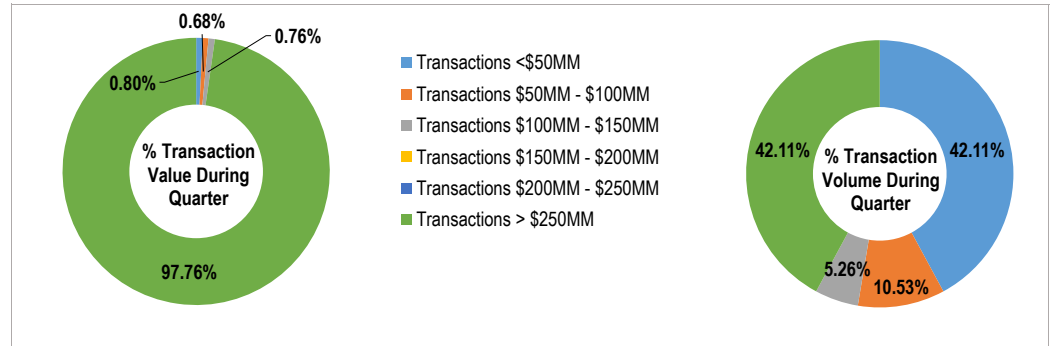 0.68%
0.76%
0.80%
% Transaction
Value During
Quarter
97.76%
Transactions <$50MM
Transactions $50MM - $100MM
Transactions $100MM - $150MM
Transactions $150MM - $200MM
Transactions $200MM - $250MM
Transactions > $250MM
42.11%
% Transaction
Volume During
Quarter
42.11%
5.26%
10.53%